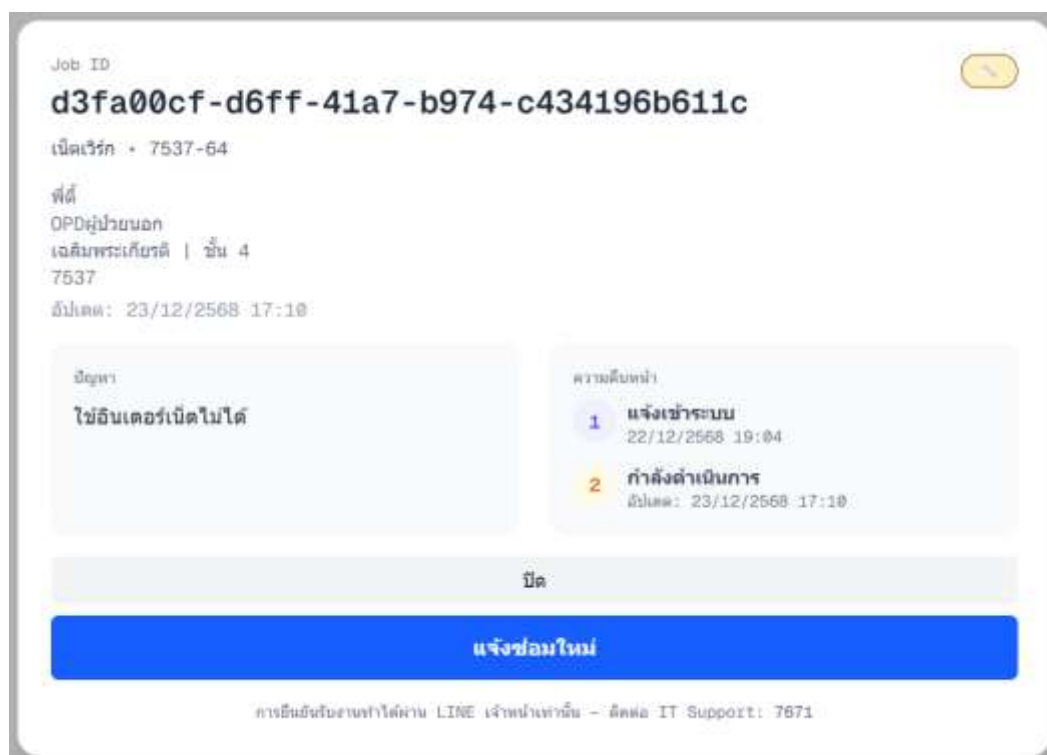 Job ID
d3fa00cf-d6ff-41a7-b974-c434196b611c
เน็ตเวิร์ก • 7537-64
พี่ตี้
OPDผู้ป่วยนอก
เฉลิมพระเกียรติ | ชั้น 4
7537
อัปเดต: 23/12/2568 17:10
ปัญหา
ใช้อินเตอร์เน็ตไม่ได้
ความคืบหน้า
1 แจ้งเข้าระบบ
22/12/2568 19:04
2 กำลังดำเนินการ
อัปเดต: 23/12/2568 17:10
ปิด
แจ้งซ่อมใหม่
การยืนยันรับงานทำได้ผ่าน LINE เจ้าหน้าเท่านั้น – ติดต่อ IT Support: 7671